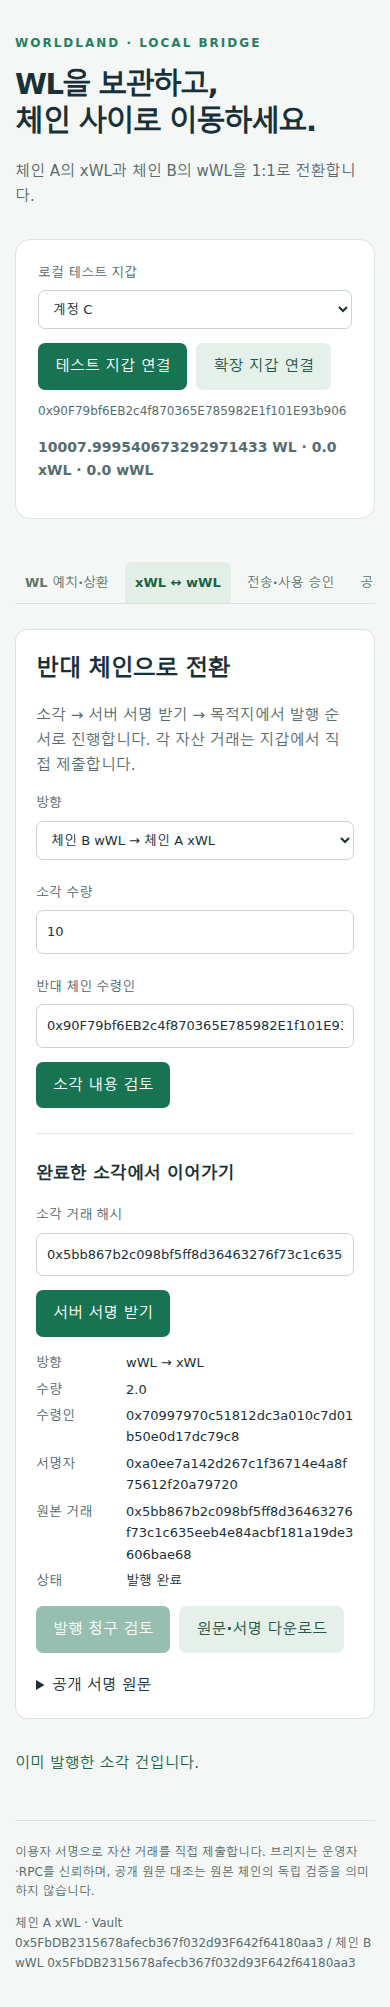 WORLDLAND · LOCAL BRIDGE
WL을 보관하고,
체인 사이로 이동하세요.
체인 A의 xWL과 체인 B의 wWL을 1:1로 전환합니
다.
로컬 테스트 지갑
계정 C
테스트 지갑 연결
확장 지갑 연결
0x90F79bf6EB2c4f870365E785982E1f101E93b906
10007.999540673292971433 WL · 0.0
xWL · 0.0 wWL
WL 예치·상환
xWL ↔ wWL
전송·사용 승인
반대 체인으로 전환
소각 → 서버 서명 받기 → 목적지에서 발행 순
서로 진행합니다. 각 자산 거래는 지갑에서 직
접 제출합니다.
방향
체인 B wWL → 체인 A xWL
소각 수량
10
반대 체인 수령인
0x90F79bf6EB2c4f870365E785982E1f101E93
소각 내용 검토
완료한 소각에서 이어가기
소각 거래 해시
0x5bb867b2c098bf5ff8d36463276f73c1c635
서버 서명 받기
방향 wWL → xWL
수량 2.0
수령인 0x70997970c51812dc3a010c7d01
b50e0d17dc79c8
서명자 0xa0ee7a142d267c1f36714e4a8f
75612f20a79720
원본 거래 0x5bb867b2c098bf5ff8d36463276
f73c1c635eeb4e84acbf181a19de3
606bae68
상태 발행 완료
발행 청구 검토
원문·서명 다운로드
▶ 공개 서명 원문
이미 발행한 소각 건입니다.
이용자 서명으로 자산 거래를 직접 제출합니다. 브리지는 운영자
·RPC를 신뢰하며, 공개 원문 대조는 원본 체인의 독립 검증을 의미
하지 않습니다.
체인 A xWL · Vault
0x5FbDB2315678afecb367f032d93F642f64180aa3 / 체인 B
wWL 0x5FbDB2315678afecb367f032d93F642f64180aa3